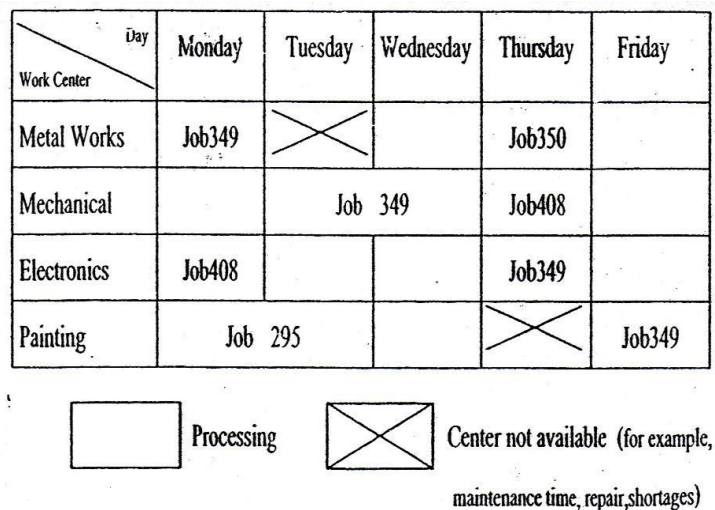 Day Monday Tuesday Wednesday Thursday Friday
Work Center
Metal Works Job349 Job350
Mechanical Job 349 Job408
Electronics Job408 Job349
Painting Job 295 Job349
Processing Center not available (for example,
maintenance time, repair,shortages)